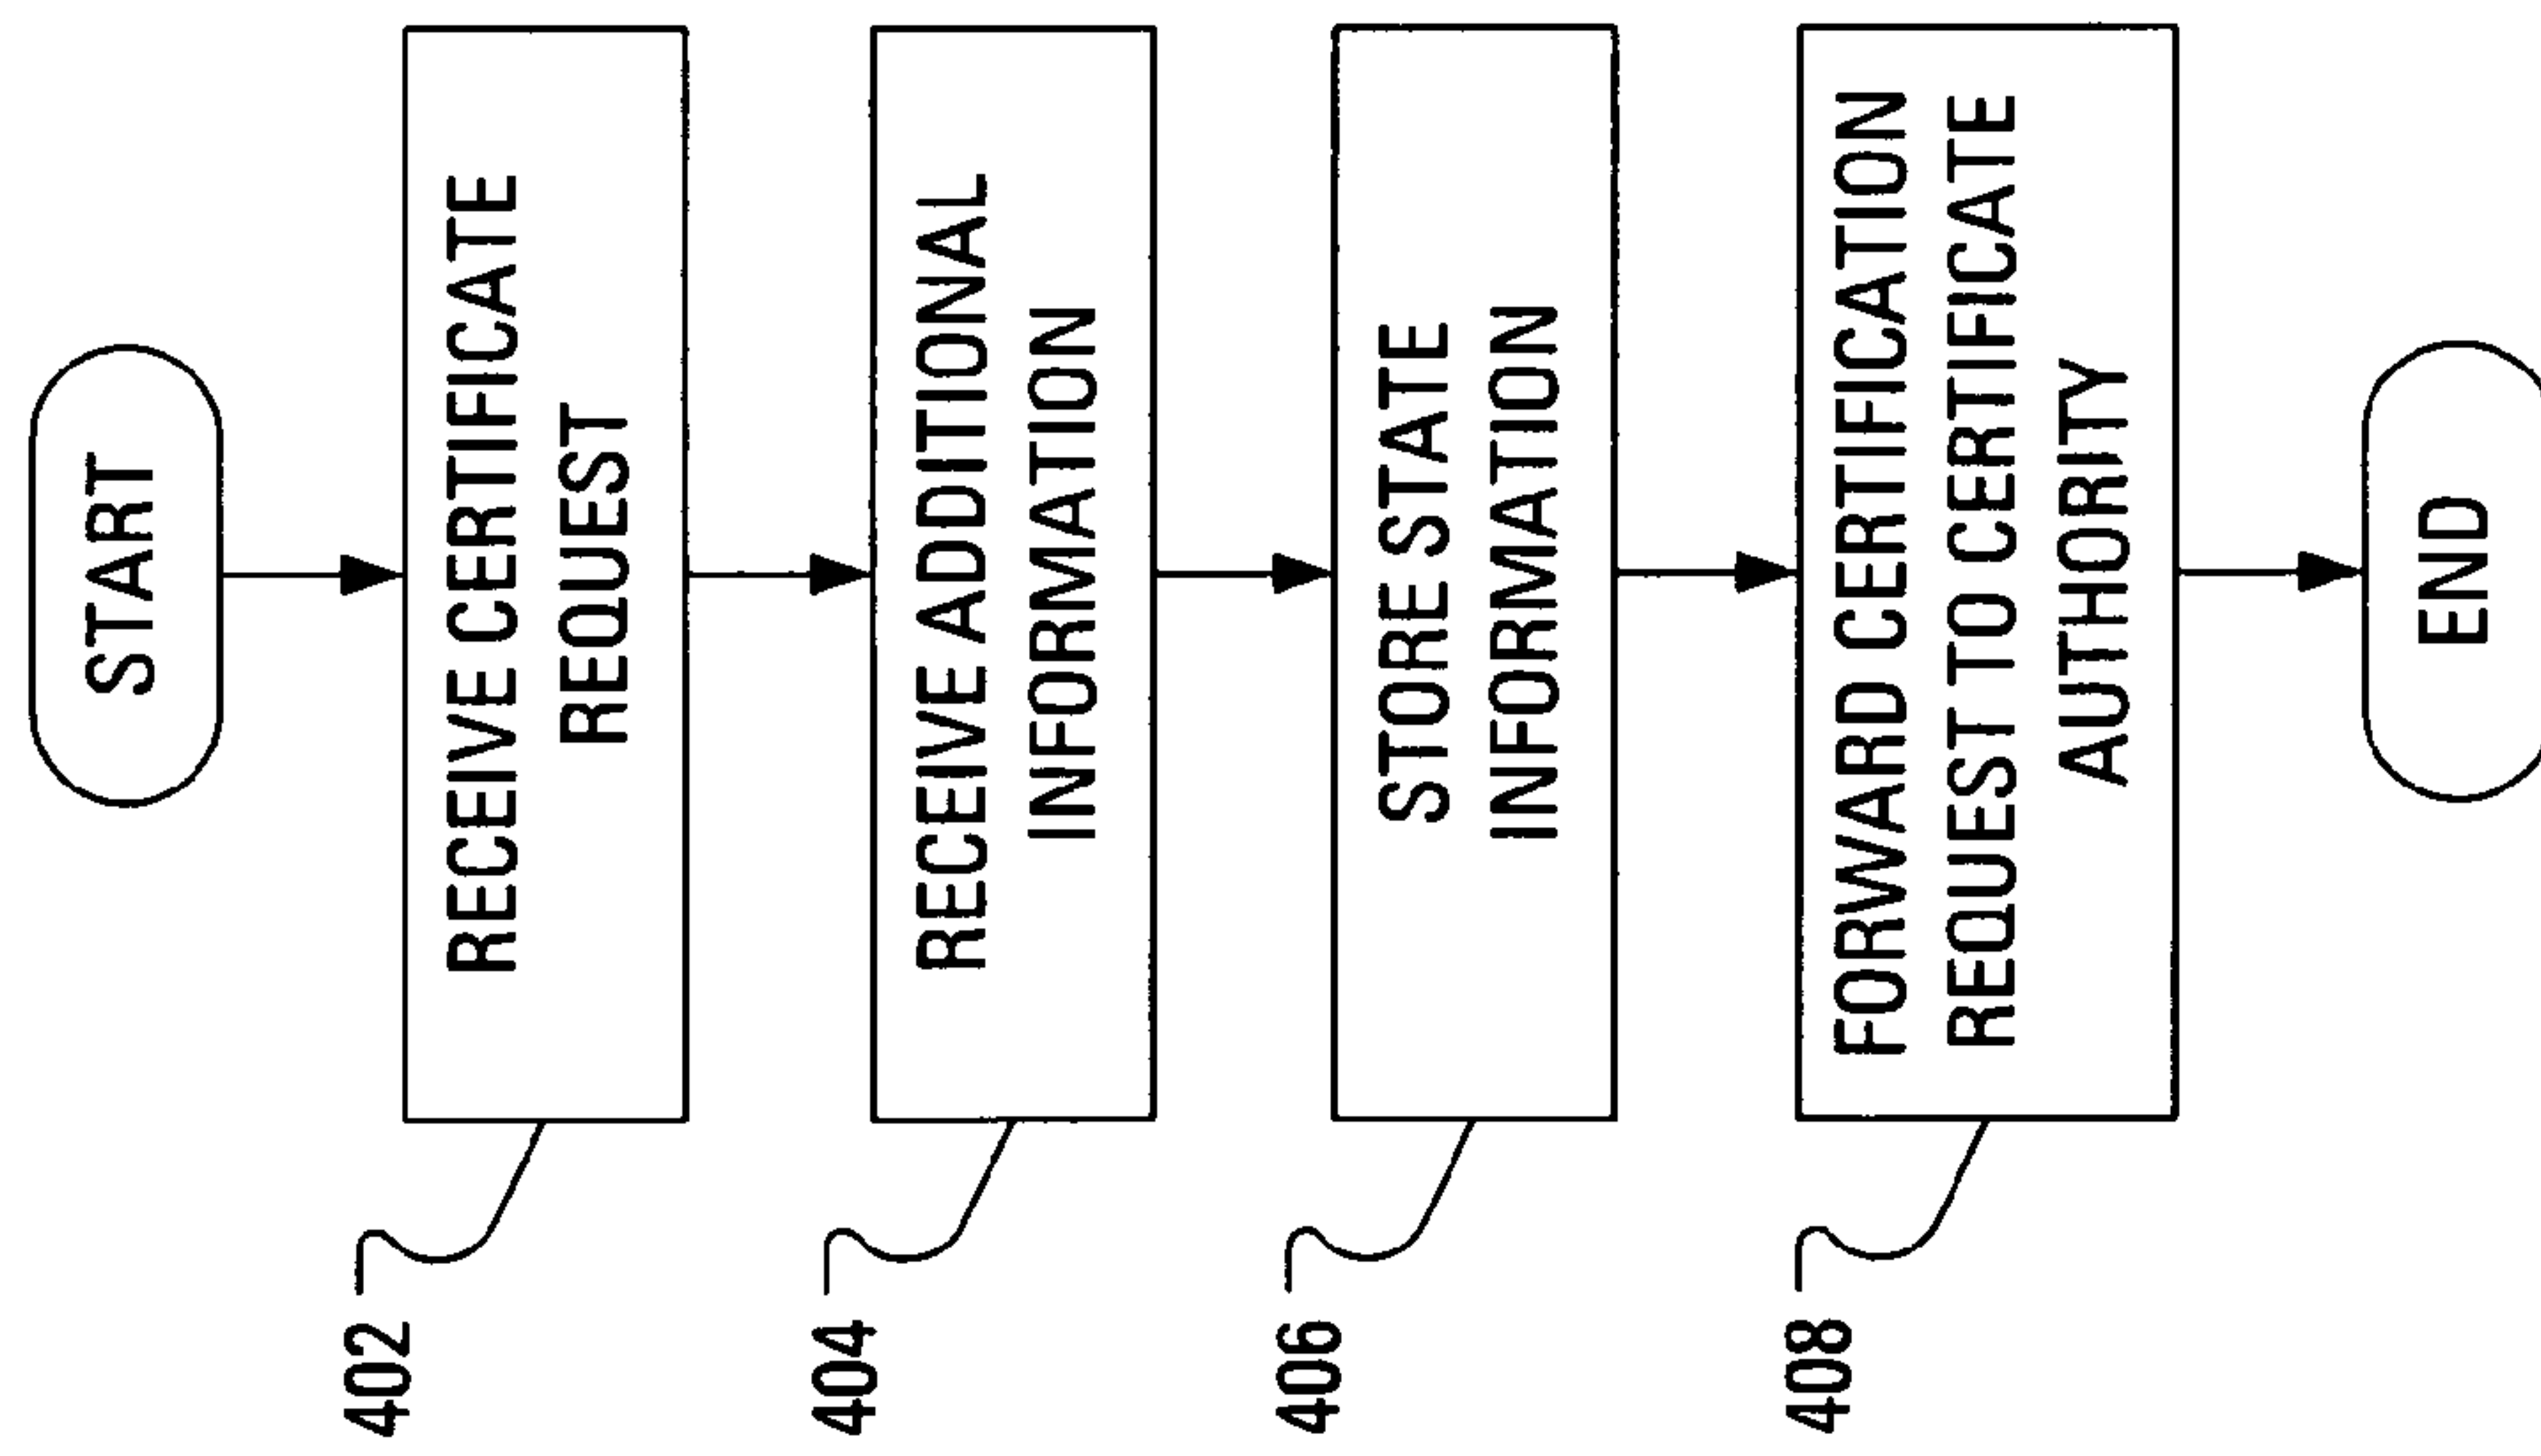 START
402
RECEIVE CERTIFICATE
REQUEST
404
RECEIVE ADDITIONAL
INFORMATION
406
STORE STATE
INFORMATION
408
FORWARD CERTIFICATION
REQUEST TO CERTIFICATE
AUTHORITY
END